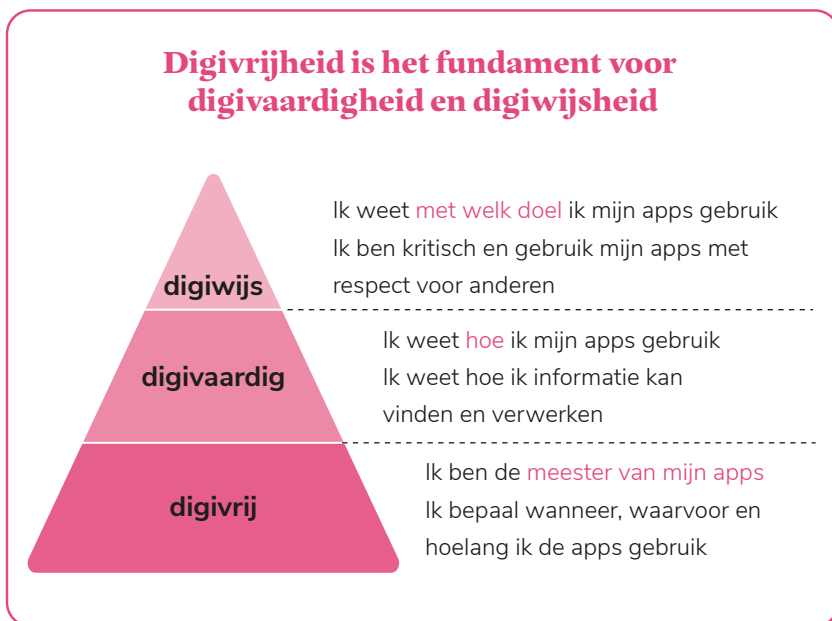 Digivrijheid is het fundament voor
digivaardigheid en digiwijsheid
digiwijs
Ik weet met welk doel ik mijn apps gebruik
Ik ben kritisch en gebruik mijn apps met
respect voor anderen
digivaardig
Ik weet hoe ik mijn apps gebruik
Ik weet hoe ik informatie kan
vinden en verwerken
digivrij
Ik ben de meester van mijn apps
Ik bepaal wanneer, waarvoor en
hoelang ik de apps gebruik